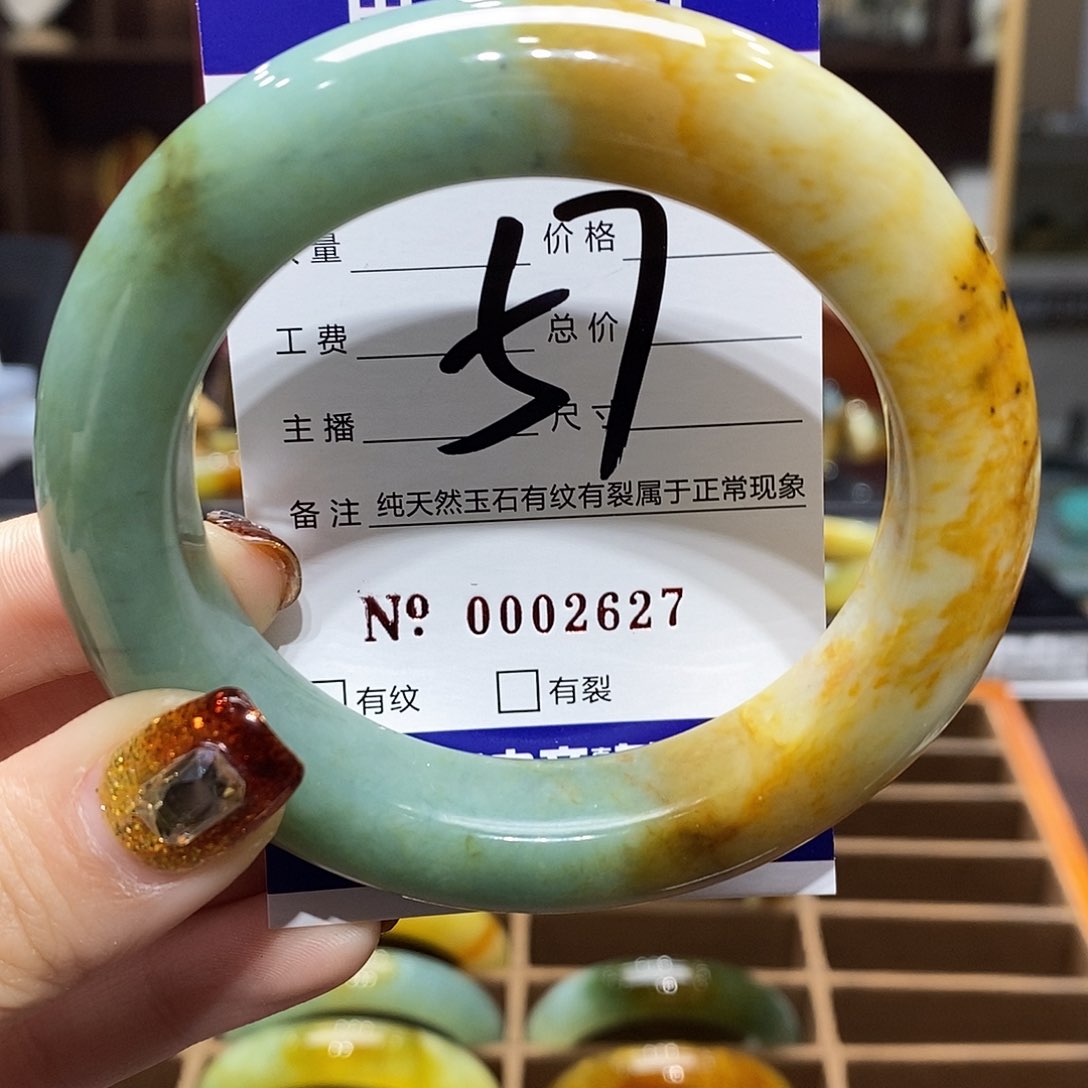 量 价格
57
工费 总价
主播 尺寸
备注 纯天然玉石有纹有裂属于正常现象
Nº 0002627
有纹 有裂